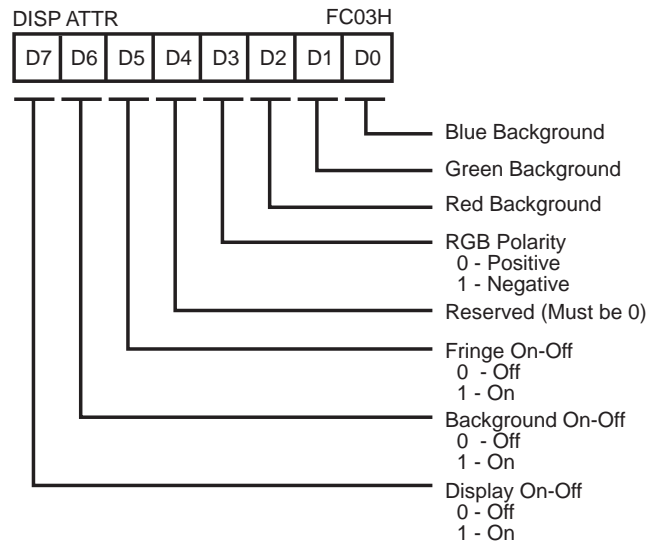 DISP ATTR FC03H
D7 D6 D5 D4 D3 D2 D1 D0
Blue Background
Green Background
Red Background
RGB Polarity
0 - Positive
1 - Negative
Reserved (Must be 0)
Fringe On-Off
0 - Off
1 - On
Background On-Off
0 - Off
1 - On
Display On-Off
0 - Off
1 - On